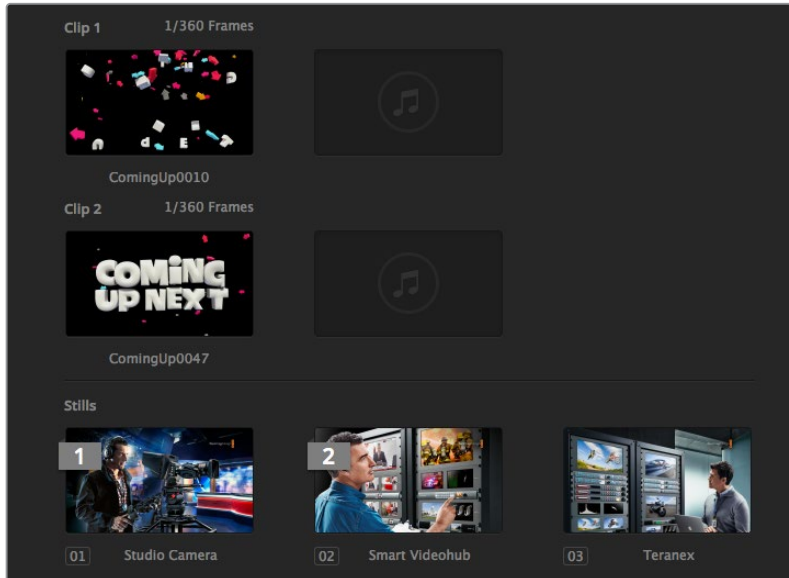 Clip 1 1/360 Frames
ComingUp0010
Clip 2 1/360 Frames
COMiNG
UP NEXT
ComingUp0047
Stills
1 2
01 Studio Camera 02 Smart Videohub 03 Teranex